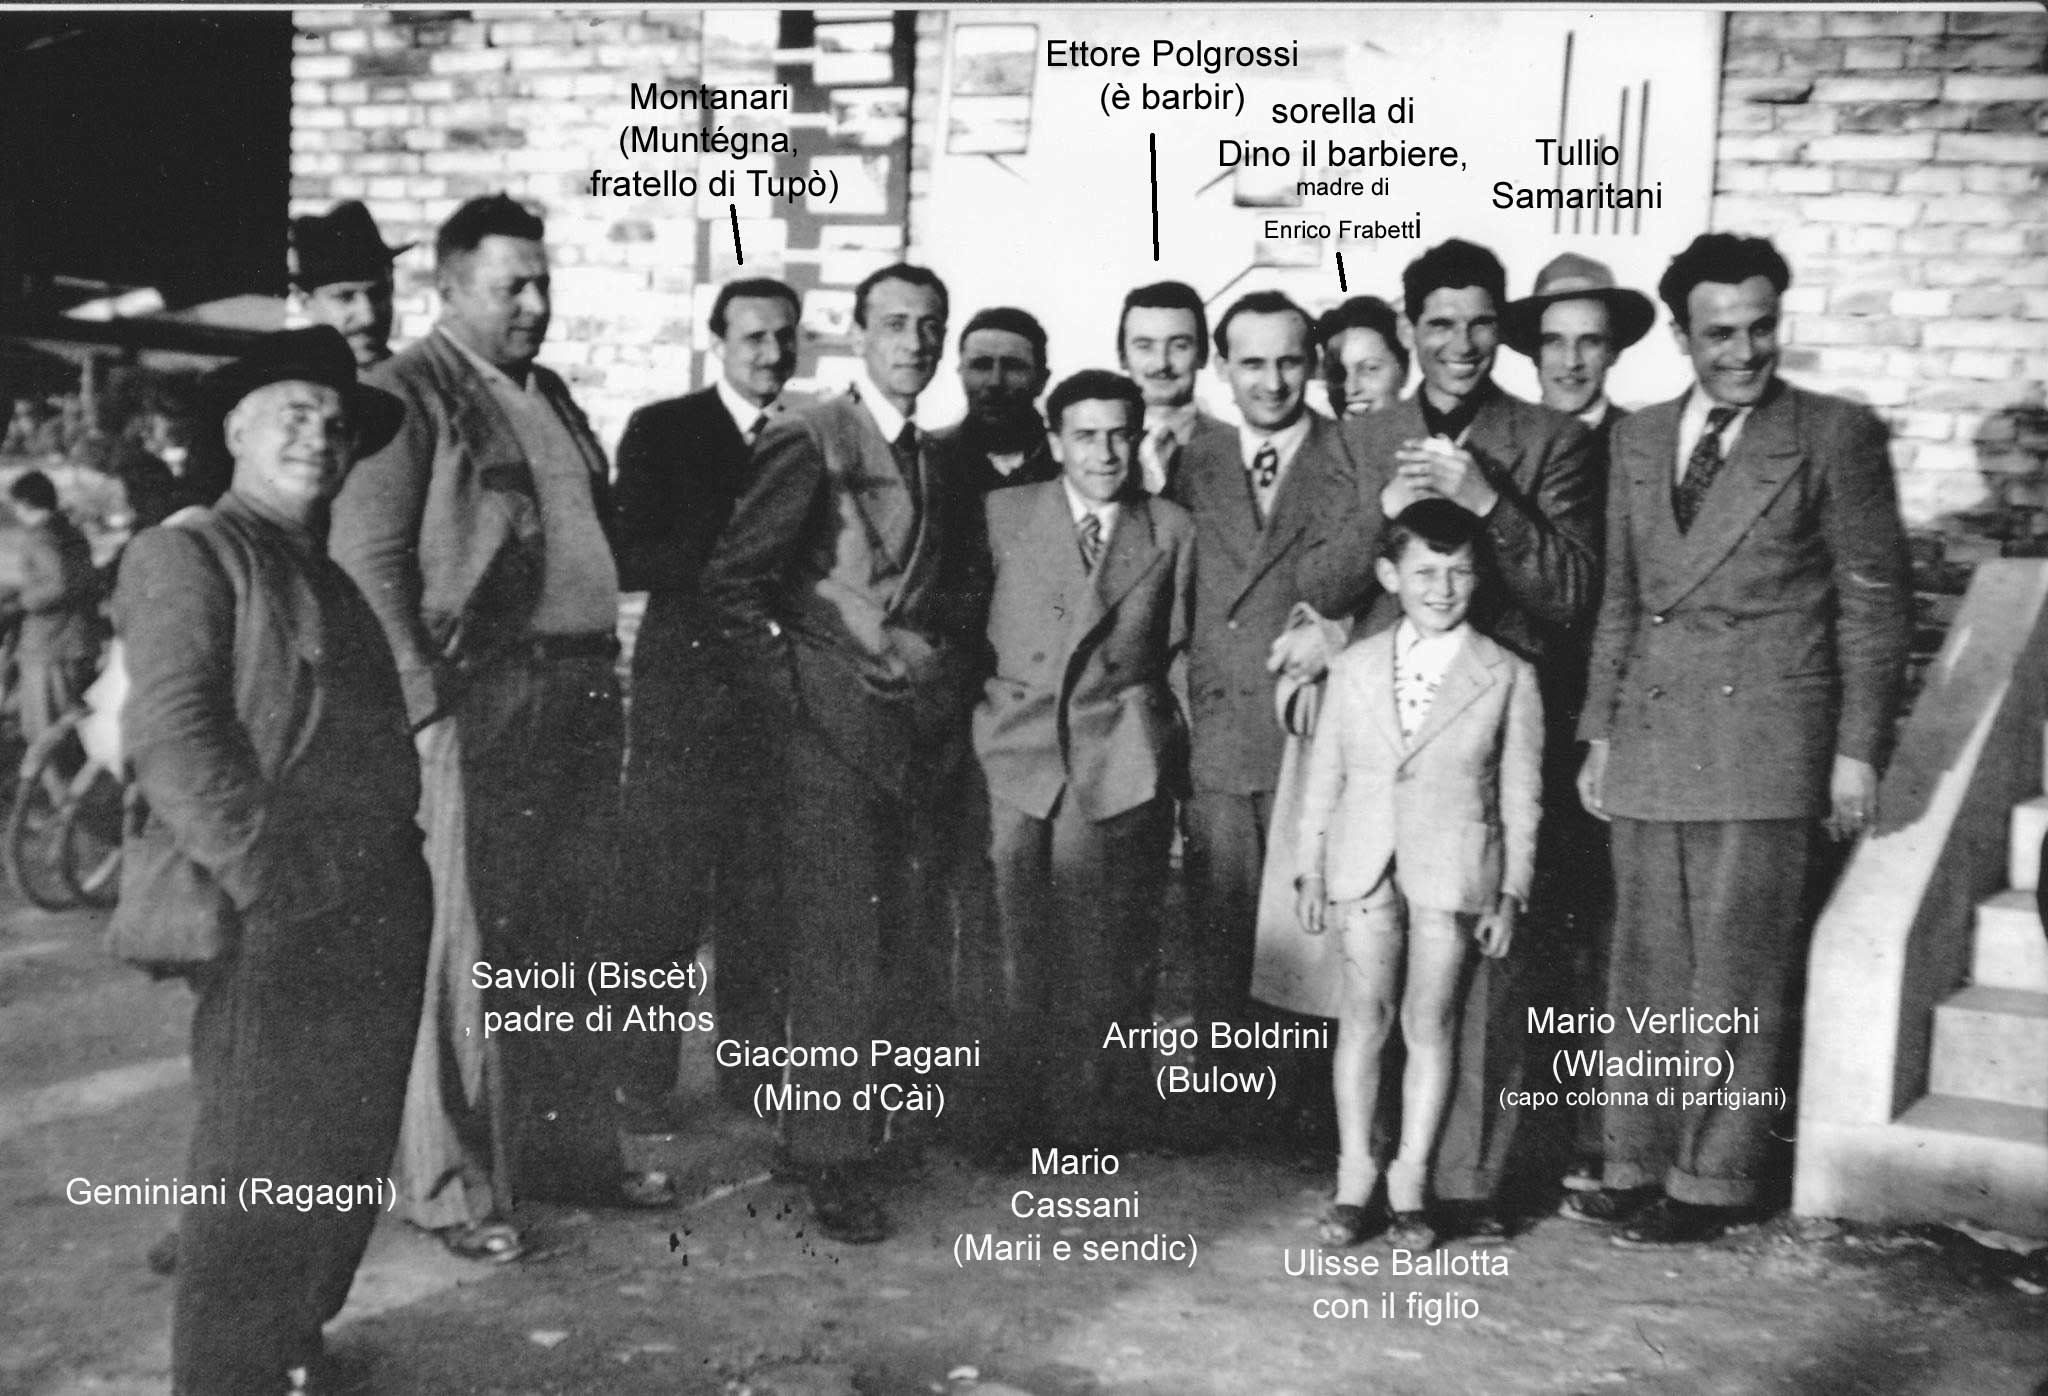 Ettore Polgrossi
(è barbir)
Montanari
(Muntégna,
fratello di Tupò)
sorella di
Dino il barbiere,
madre di
Enrico Frabetti
Tullio
Samaritani
Savioli (Biscèt)
, padre di Athos
Giacomo Pagani
(Mino d'Cài)
Arrigo Boldrini
(Bulow)
Mario Verlicchi
(Wladimiro)
(capo colonna di partigiani)
Geminiani (Ragagnì)
Mario
Cassani
(Marii e sendic)
Ulisse Ballotta
con il figlio